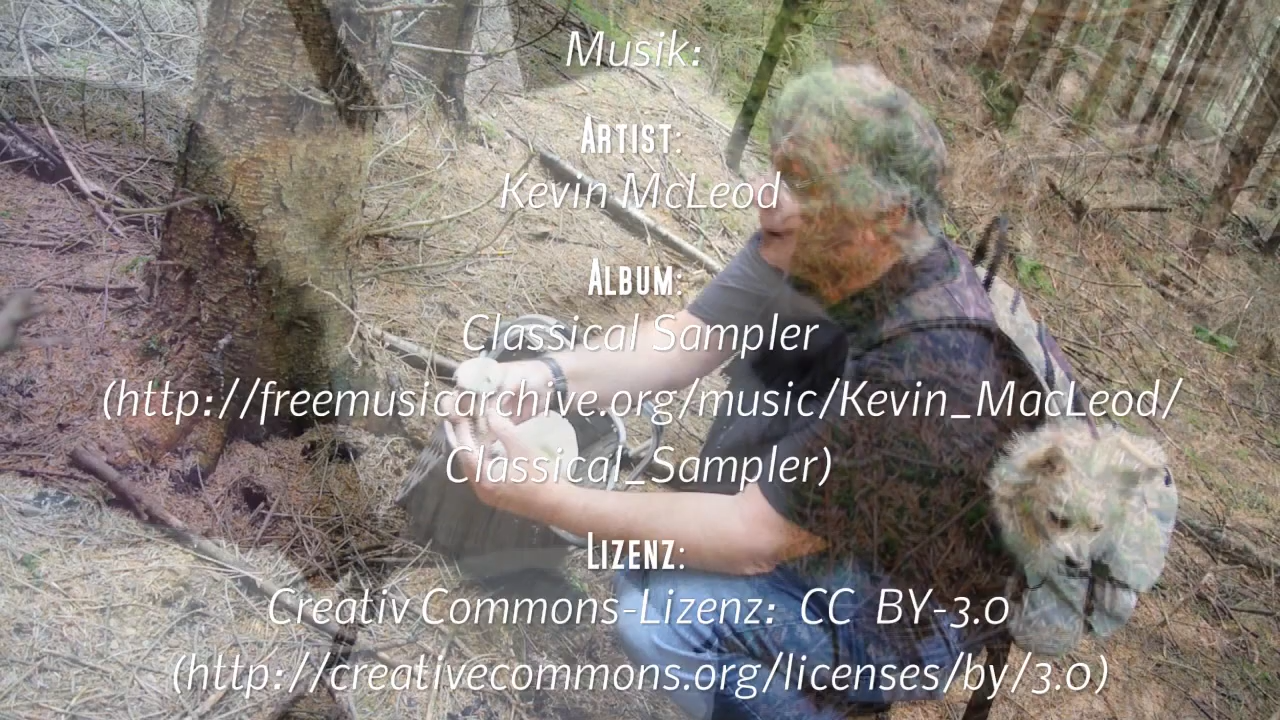 Musik:
ARTIST:
Kevin McLeod
ALBUM:
Classical Sampler
(http://freemusicarchive.org/music/Kevin_MacLeod/
Classical_Sampler)
LIZENZ:
Creativ Commons-Lizenz: CC BY-3.0
(http://creativecommons.org/licenses/by/3.0)